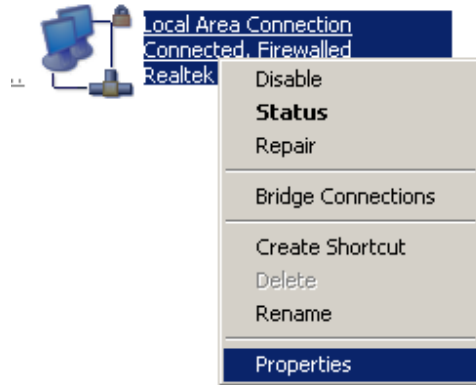 Local Area Connection
Connected, Firewalled
Realtek
Disable
Status
Repair
Bridge Connections
Create Shortcut
Delete
Rename
Properties